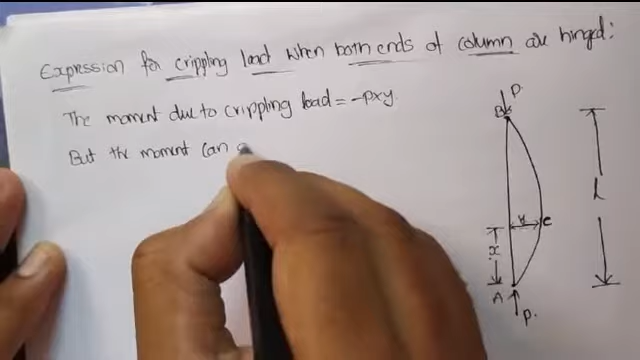 Expression for crippling load when both ends of column are hinged:
The moment due to crippling load = -P×y
But the moment can
P
B
y
C
x
l
A
P.